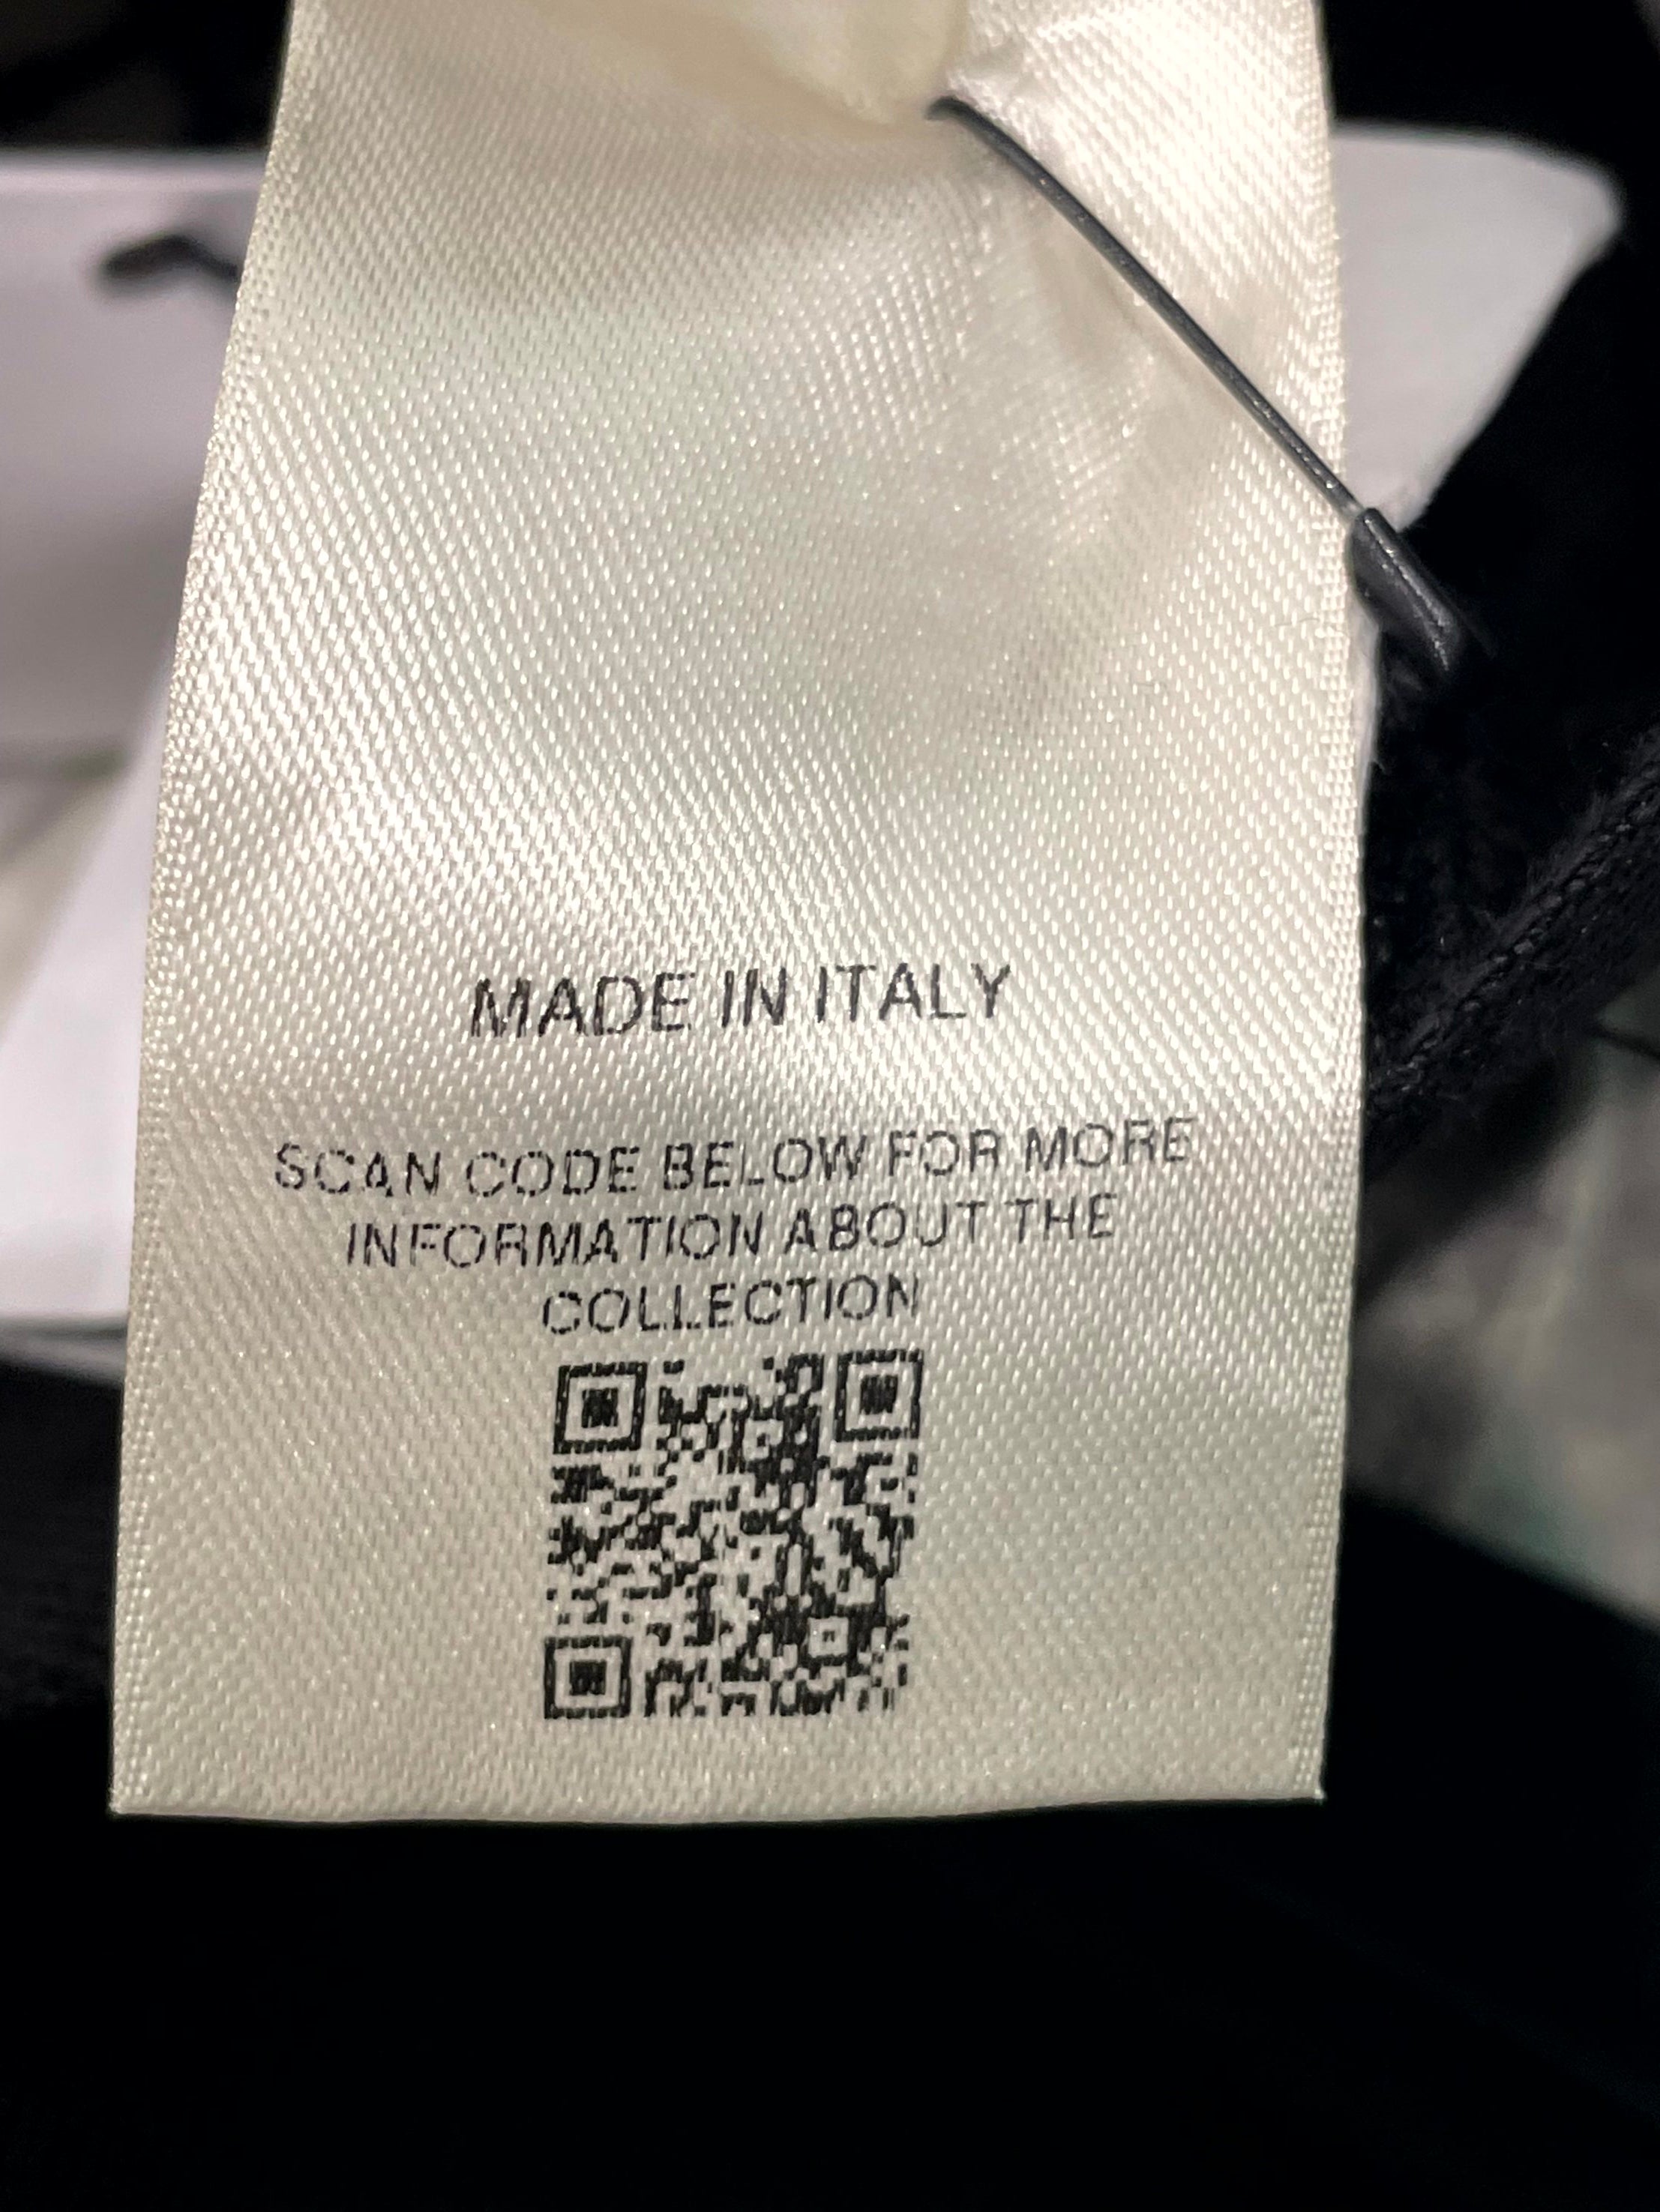 MADE IN ITALY
SCAN CODE BELOW FOR MORE
INFORMATION ABOUT THE
COLLECTION